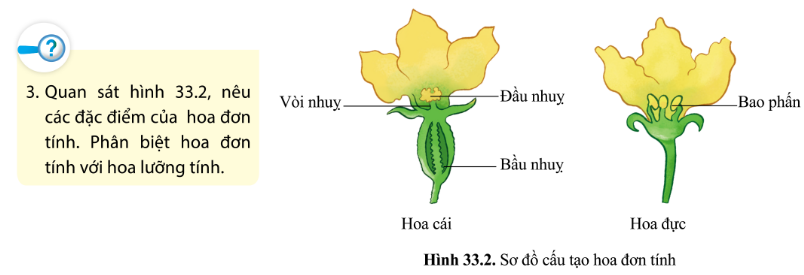 ?
3. Quan sát hình 33.2, nêu
các đặc điểm của hoa đơn
tính. Phân biệt hoa đơn
tính với hoa lưỡng tính.
Vòi nhuỵ
Đầu nhuỵ
Bầu nhuỵ
Hoa cái
Bao phấn
Hoa đực
Hình 33.2. Sơ đồ cấu tạo hoa đơn tính